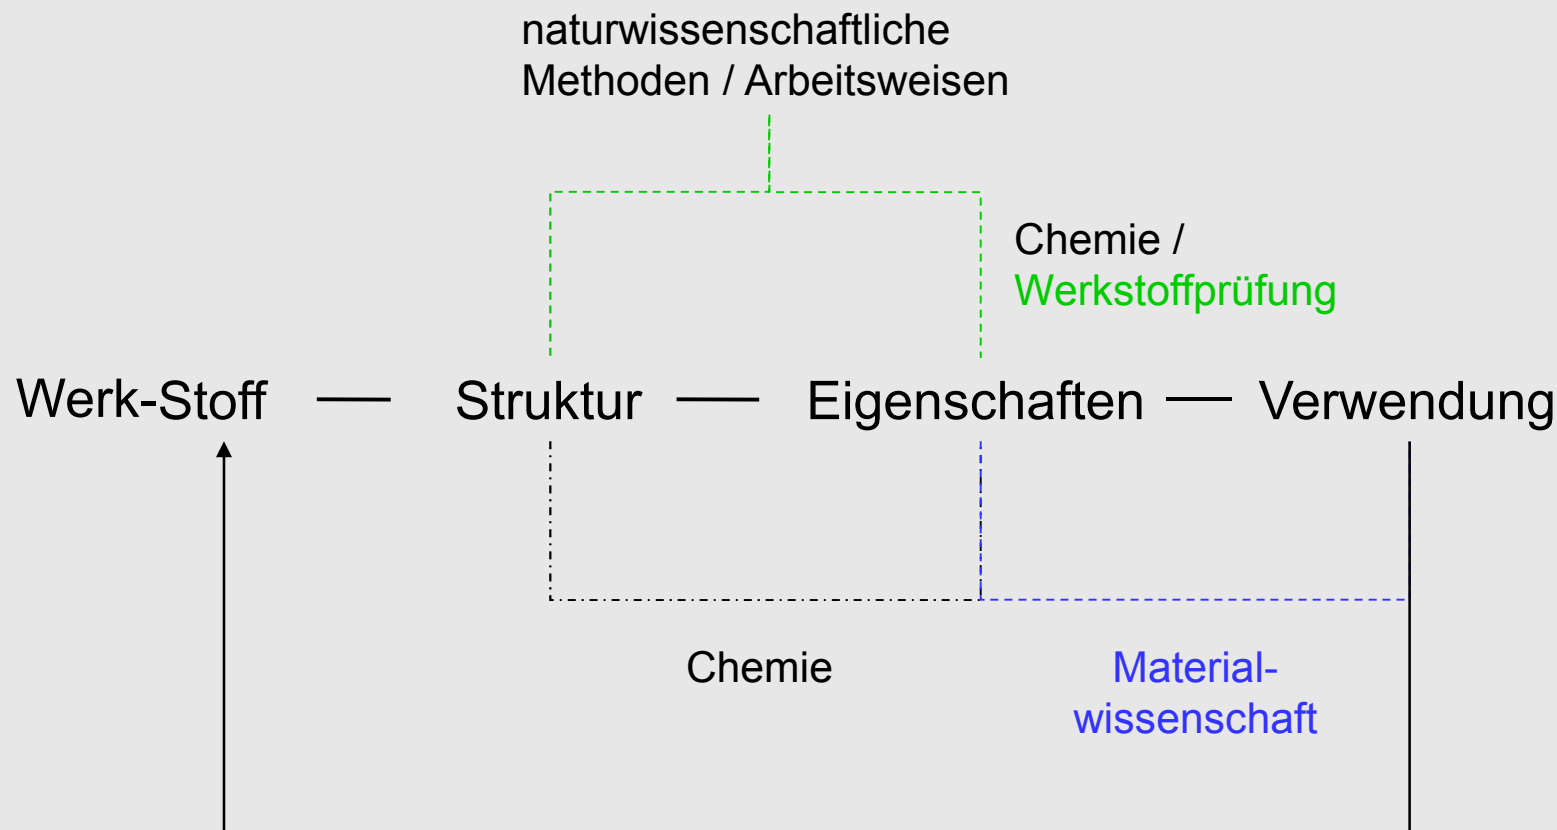 naturwissenschaftliche
Methoden / Arbeitsweisen
Chemie /
Werkstoffprüfung
Werk-Stoff — Struktur — Eigenschaften — Verwendung
Chemie
Material-
wissenschaft